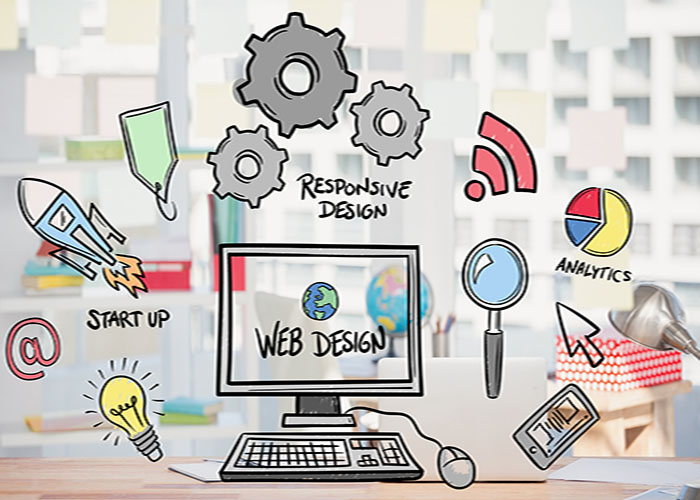 RESPONSIVE
DESIGN
ANALYTICS
START UP
@
WEB DESIGN